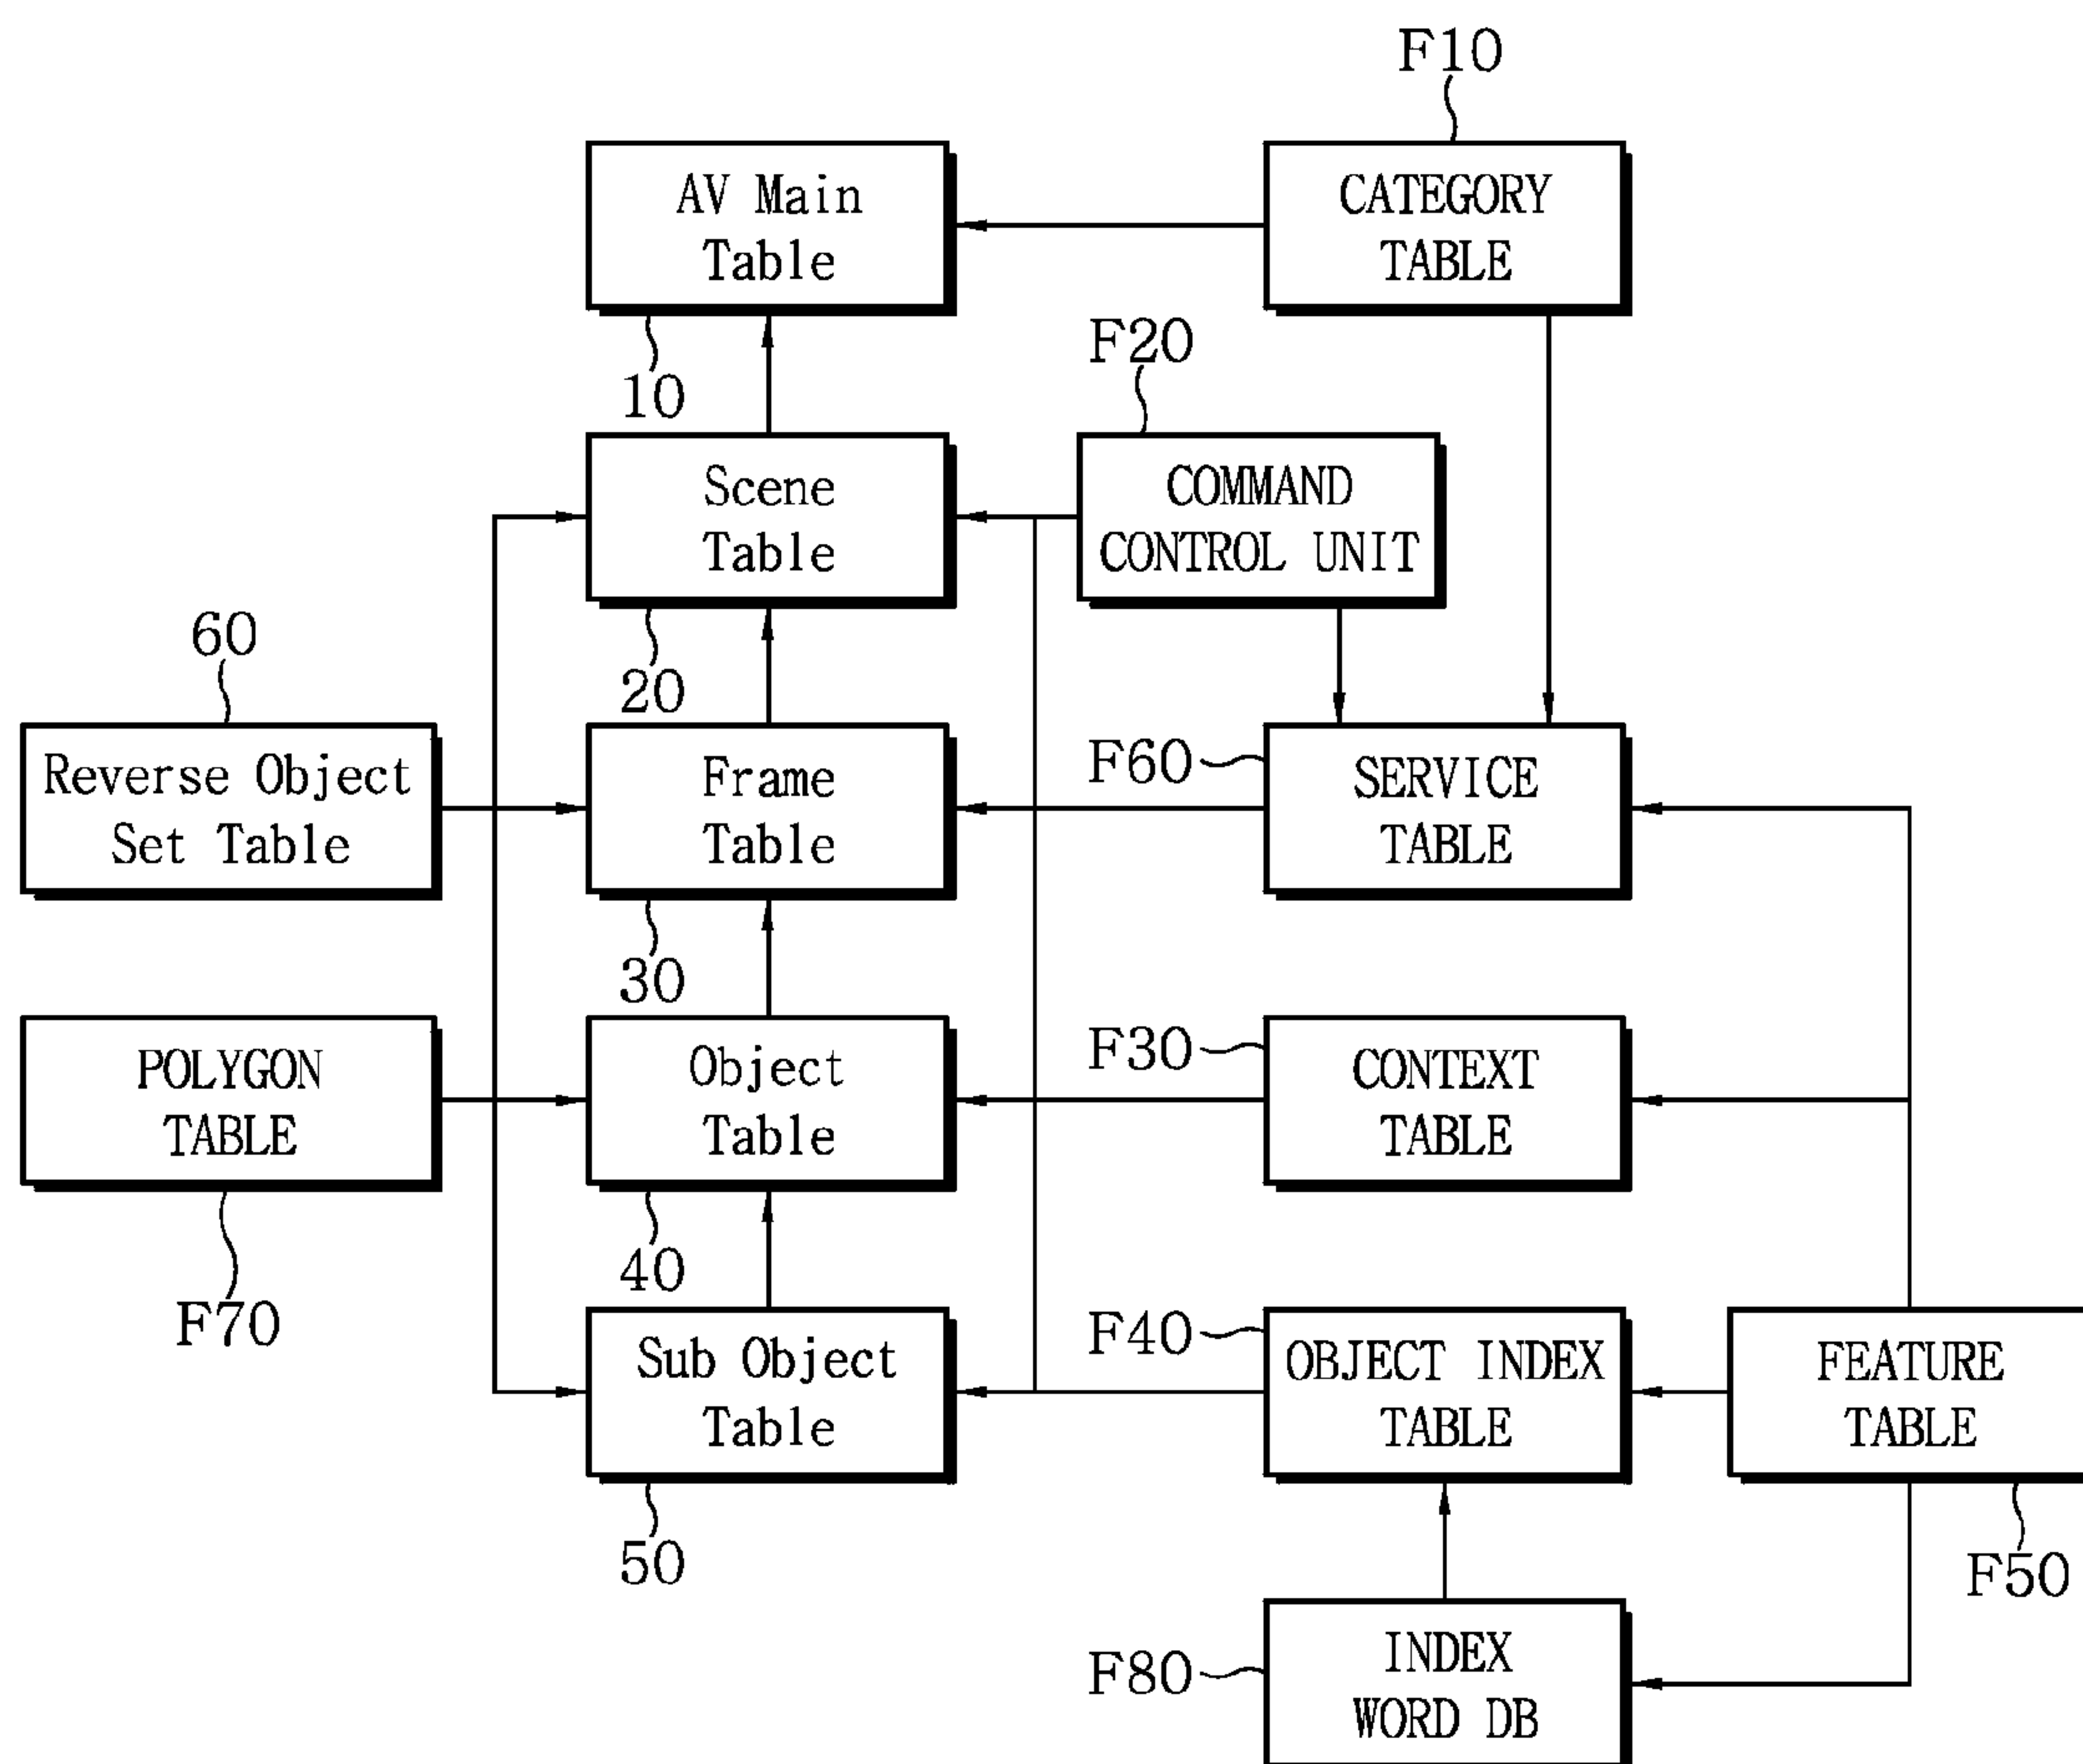 F10
AV Main
Table
CATEGORY
TABLE
10
F20
Scene
Table
COMMAND
CONTROL UNIT
20
60
Reverse Object
Set Table
Frame
Table
F60
SERVICE
TABLE
30
POLYGON
TABLE
Object
Table
F30
CONTEXT
TABLE
40
F70
Sub Object
Table
F40
OBJECT INDEX
TABLE
FEATURE
TABLE
50
F50
F80
INDEX
WORD DB